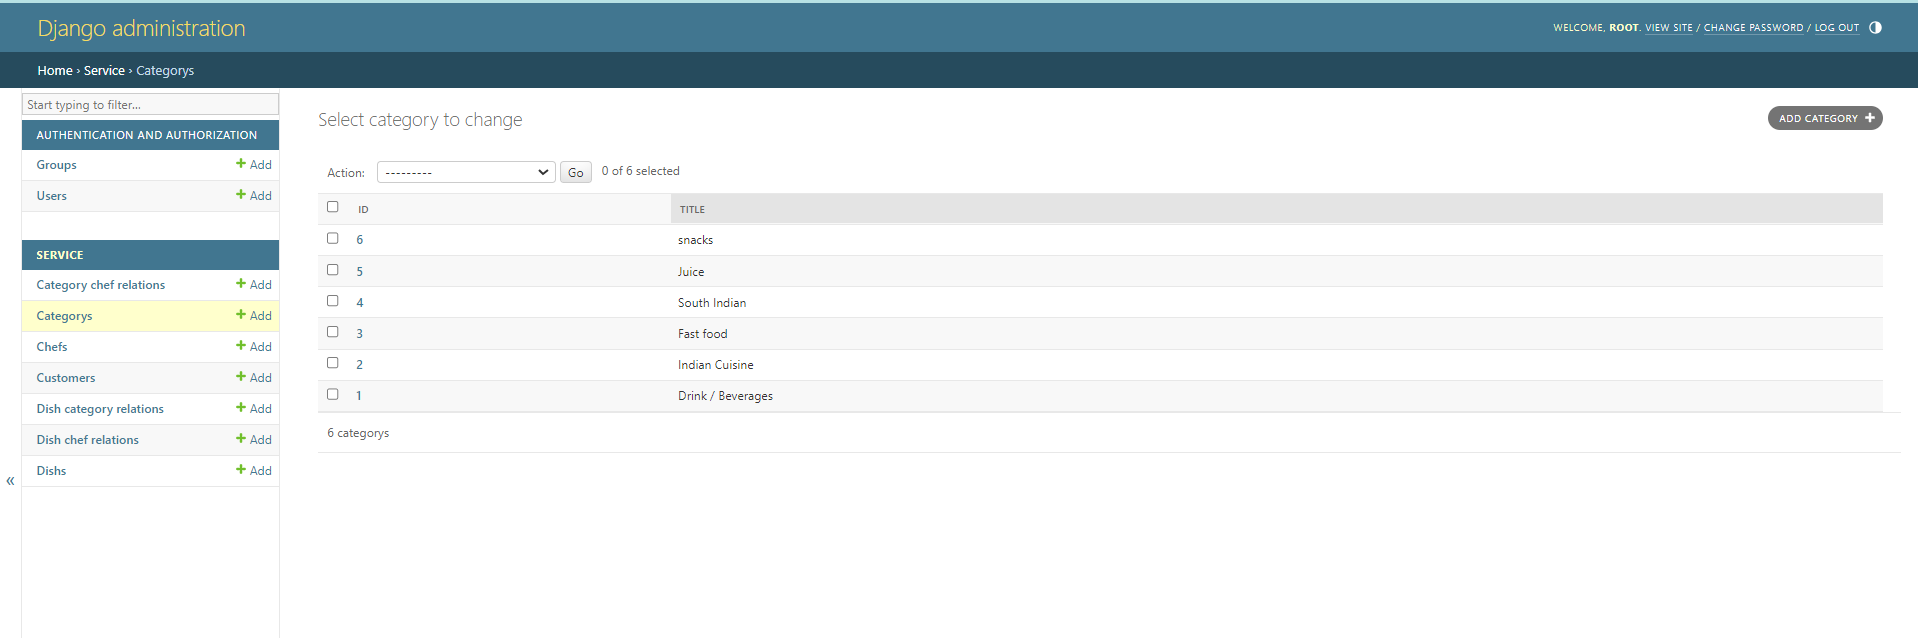 Django administration
WELCOME, ROOT. VIEW SITE / CHANGE PASSWORD / LOG OUT
Home › Service › Categorys
Start typing to filter...
AUTHENTICATION AND AUTHORIZATION
Groups + Add
Users + Add
SERVICE
Category chef relations + Add
Categorys + Add
Chefs + Add
Customers + Add
Dish category relations + Add
Dish chef relations + Add
Dishs + Add
«
Select category to change
ADD CATEGORY +
Action: --------- Go 0 of 6 selected
ID TITLE
6 snacks
5 Juice
4 South Indian
3 Fast food
2 Indian Cuisine
1 Drink / Beverages
6 categorys